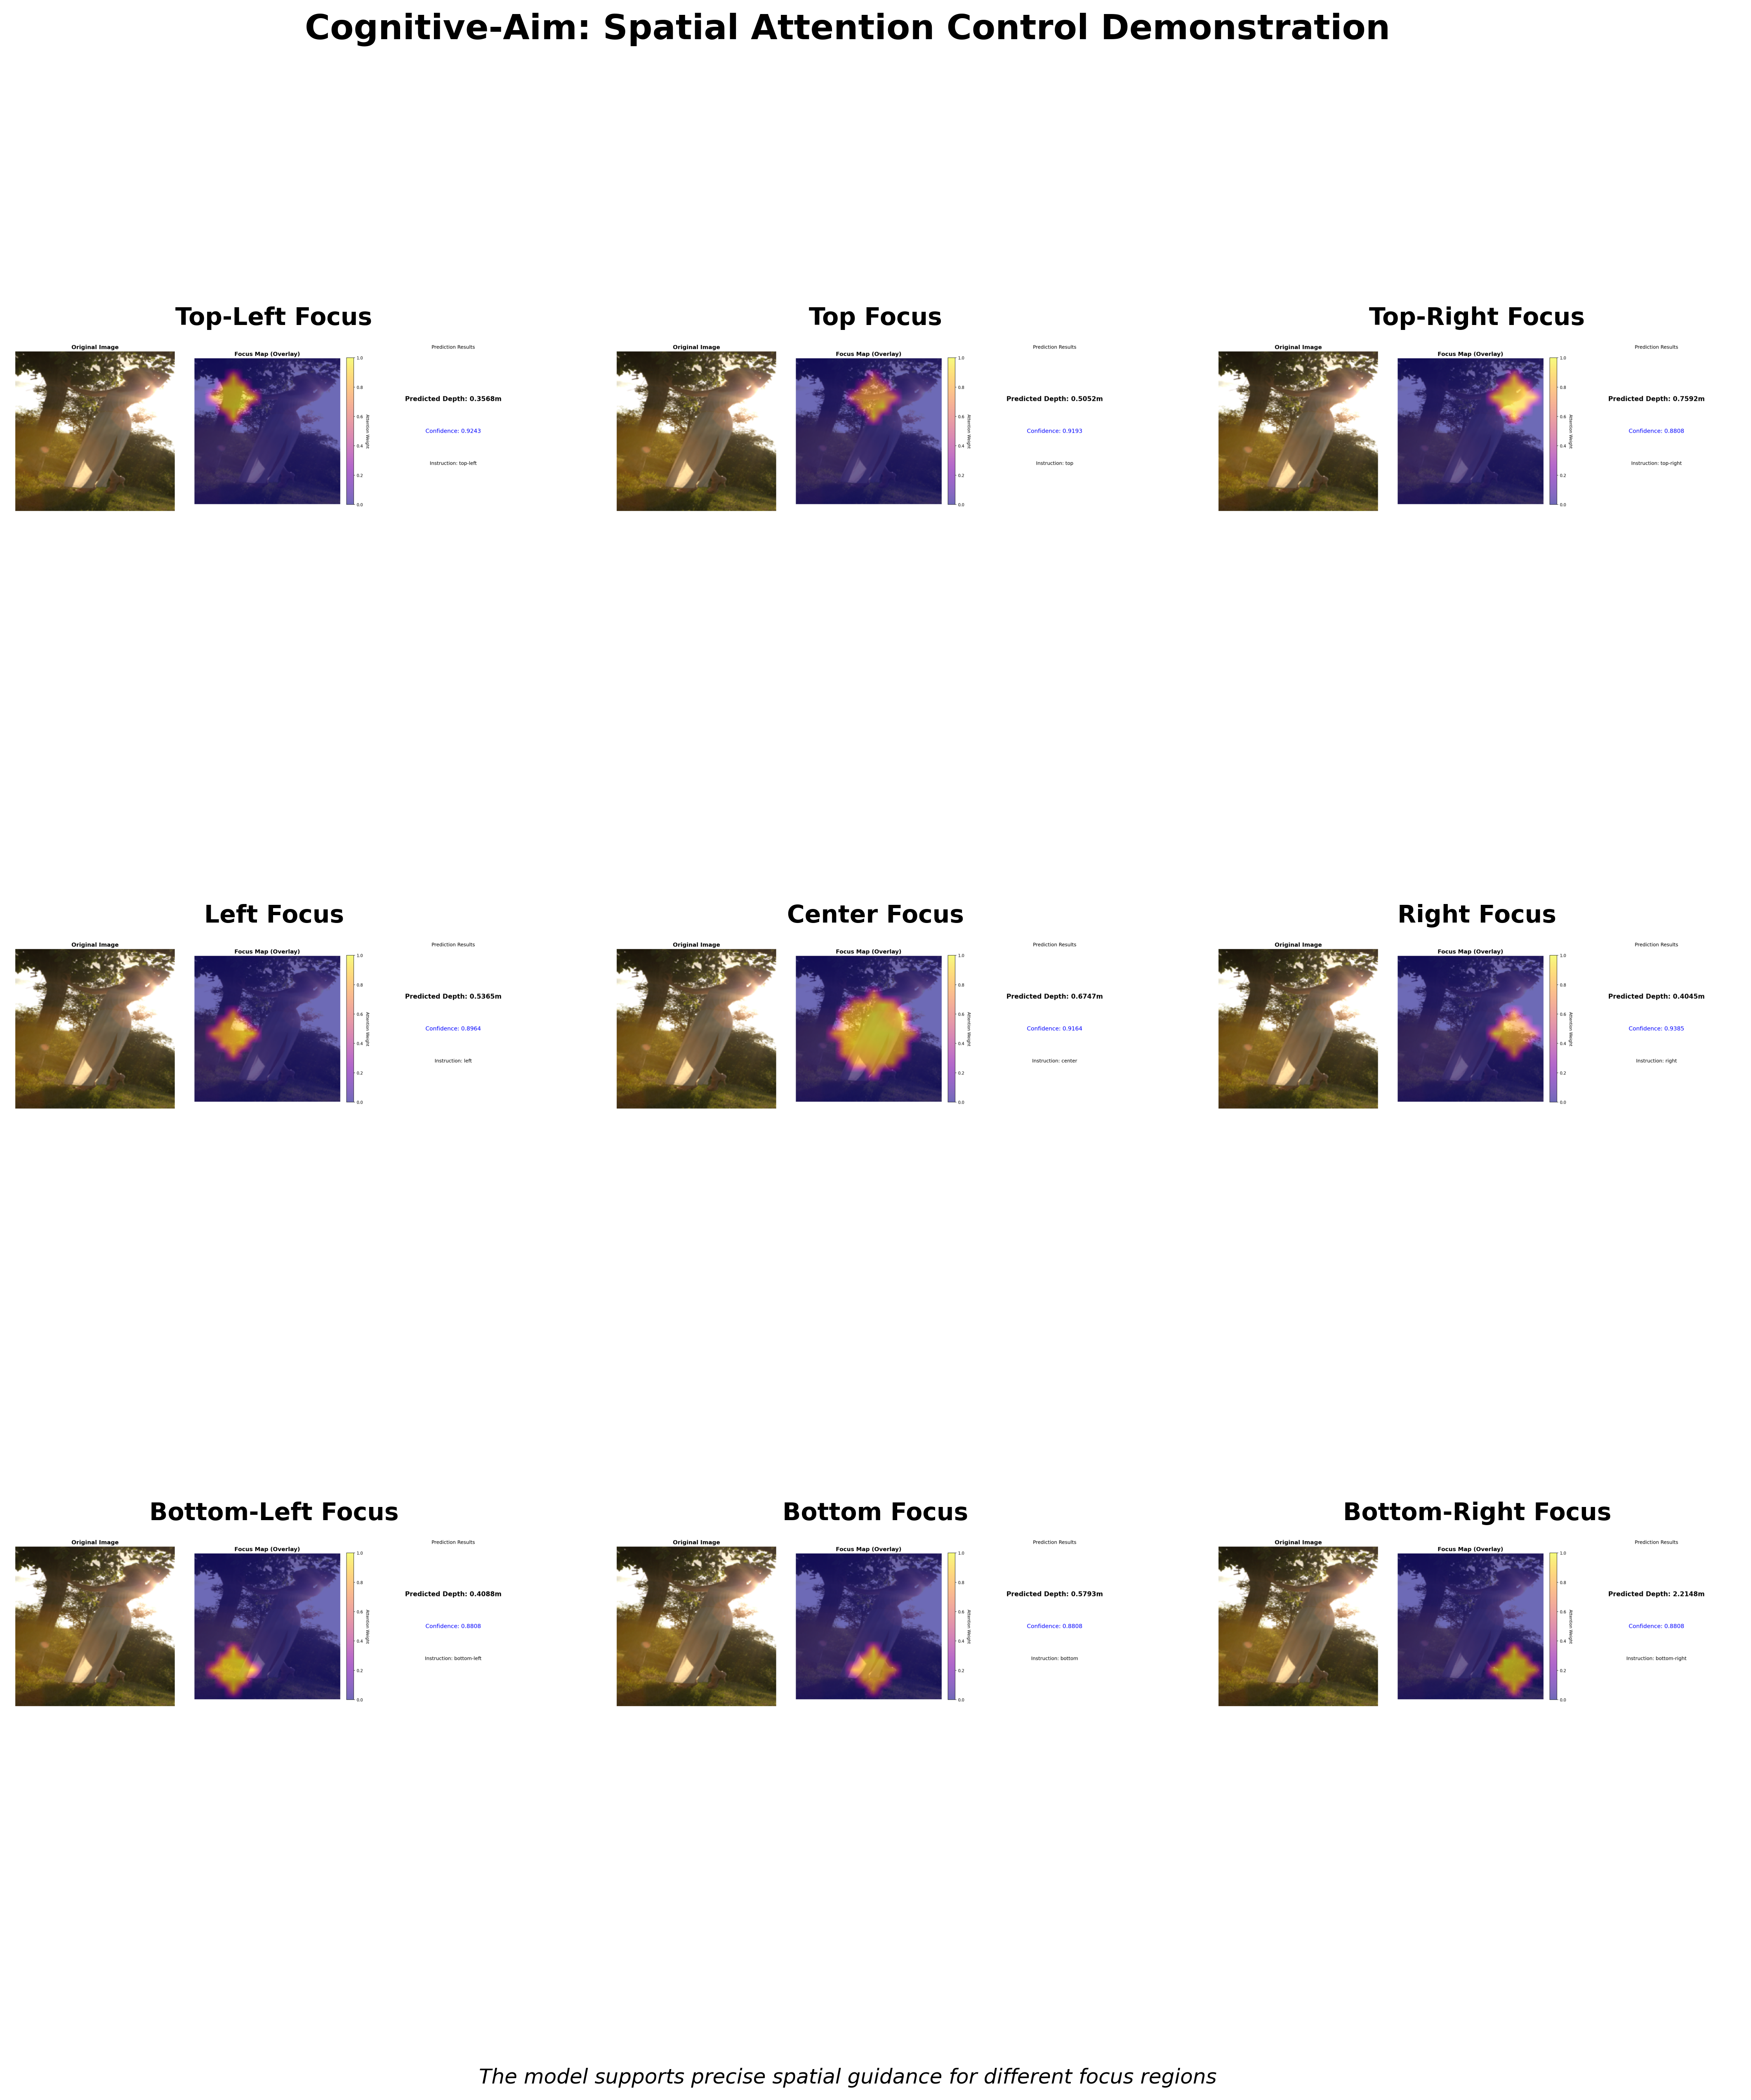 Cognitive-Aim: Spatial Attention Control Demonstration
Top-Left Focus
Original Image
Focus Map (Overlay)
1.0
0.8
0.6
0.4
0.2
0.0
Attention Weight
Prediction Results
Predicted Depth: 0.3568m
Confidence: 0.9243
Instruction: top-left
Top Focus
Original Image
Focus Map (Overlay)
1.0
0.8
0.6
0.4
0.2
0.0
Attention Weight
Prediction Results
Predicted Depth: 0.5052m
Confidence: 0.9193
Instruction: top
Top-Right Focus
Original Image
Focus Map (Overlay)
1.0
0.8
0.6
0.4
0.2
0.0
Attention Weight
Prediction Results
Predicted Depth: 0.7592m
Confidence: 0.8808
Instruction: top-right
Left Focus
Original Image
Focus Map (Overlay)
1.0
0.8
0.6
0.4
0.2
0.0
Attention Weight
Prediction Results
Predicted Depth: 0.5365m
Confidence: 0.8964
Instruction: left
Center Focus
Original Image
Focus Map (Overlay)
1.0
0.8
0.6
0.4
0.2
0.0
Attention Weight
Prediction Results
Predicted Depth: 0.6747m
Confidence: 0.9164
Instruction: center
Right Focus
Original Image
Focus Map (Overlay)
1.0
0.8
0.6
0.4
0.2
0.0
Attention Weight
Prediction Results
Predicted Depth: 0.4045m
Confidence: 0.9385
Instruction: right
Bottom-Left Focus
Original Image
Focus Map (Overlay)
1.0
0.8
0.6
0.4
0.2
0.0
Attention Weight
Prediction Results
Predicted Depth: 0.4088m
Confidence: 0.8808
Instruction: bottom-left
Bottom Focus
Original Image
Focus Map (Overlay)
1.0
0.8
0.6
0.4
0.2
0.0
Attention Weight
Prediction Results
Predicted Depth: 0.5793m
Confidence: 0.8808
Instruction: bottom
Bottom-Right Focus
Original Image
Focus Map (Overlay)
1.0
0.8
0.6
0.4
0.2
0.0
Attention Weight
Prediction Results
Predicted Depth: 2.2148m
Confidence: 0.8808
Instruction: bottom-right
The model supports precise spatial guidance for different focus regions